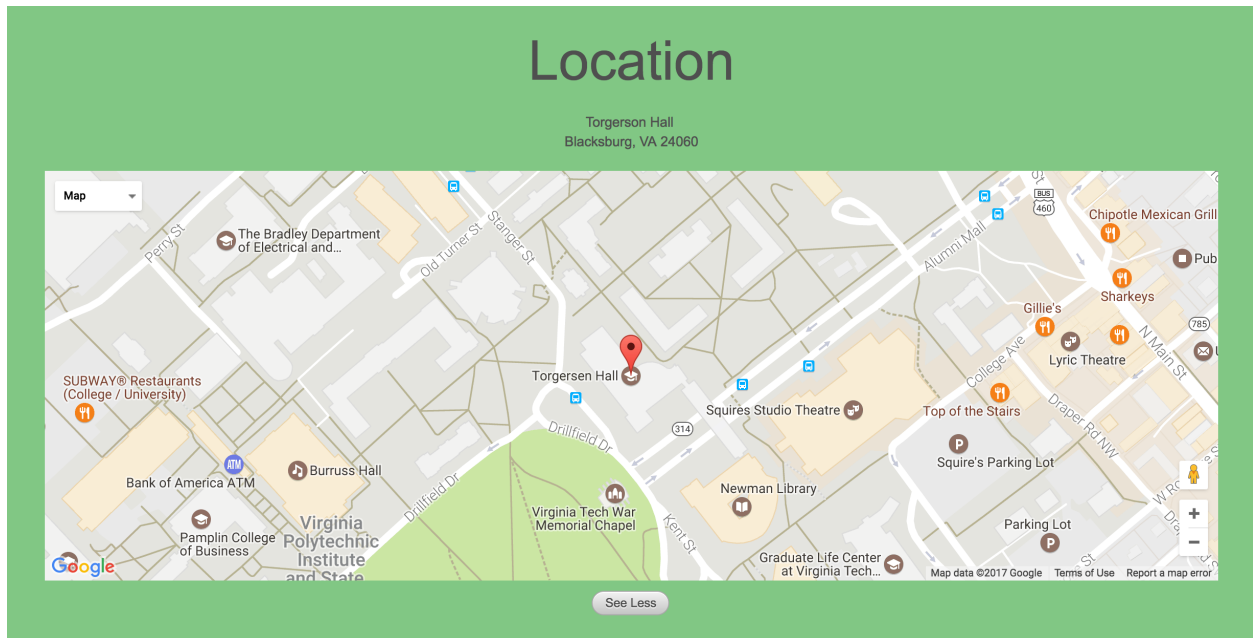 Location
Torgerson Hall
Blacksburg, VA 24060
Map
St
BUS
460
Chipotle Mexican Grill
The Bradley Department
of Electrical and...
Perry St
Old Turner St
Stanger St
Alumni Mall
Pub
Sharkeys
Gillie's
785
Lyric Theatre
N Main St
College Ave
Torgersen Hall
SUBWAY® Restaurants
(College / University)
Squires Studio Theatre
Top of the Stairs
Draper Rd NW
314
Drillfield Dr
P
Squire's Parking Lot
ATM
Burruss Hall
Bank of America ATM
Drillfield Dr
Newman Library
Virginia Tech War
Memorial Chapel
Kent St
Pamplin College
of Business
Virginia
Polytechnic
Institute
and State
Parking Lot
P
St
Graduate Life Center
at Virginia Tech...
Google
Map data ©2017 Google
Terms of Use
Report a map error
See Less